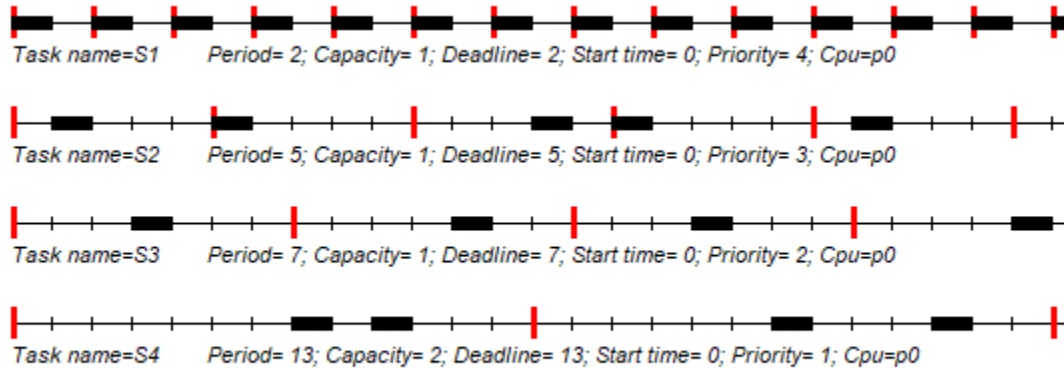 Task name=S1 Period= 2; Capacity= 1; Deadline= 2; Start time= 0; Priority= 4; Cpu=p0
Task name=S2 Period= 5; Capacity= 1; Deadline= 5; Start time= 0; Priority= 3; Cpu=p0
Task name=S3 Period= 7; Capacity= 1; Deadline= 7; Start time= 0; Priority= 2; Cpu=p0
Task name=S4 Period= 13; Capacity= 2; Deadline= 13; Start time= 0; Priority= 1; Cpu=p0